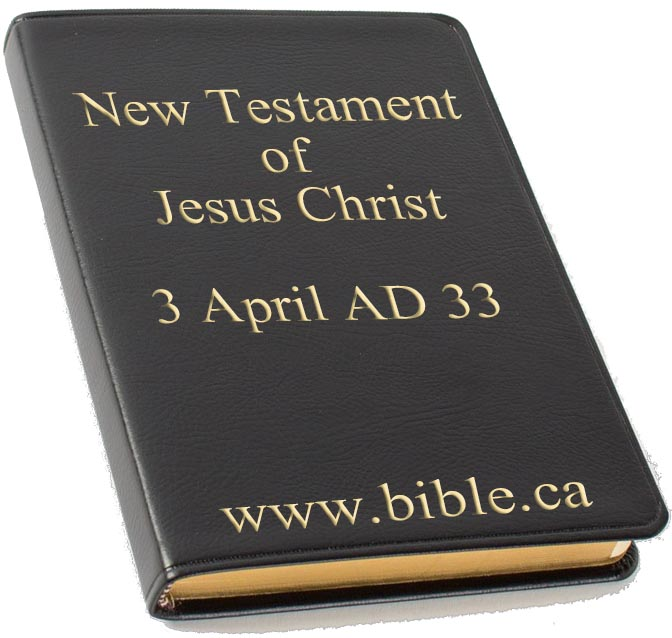 New Testament
of
Jesus Christ
3 April AD 33
www.bible.ca